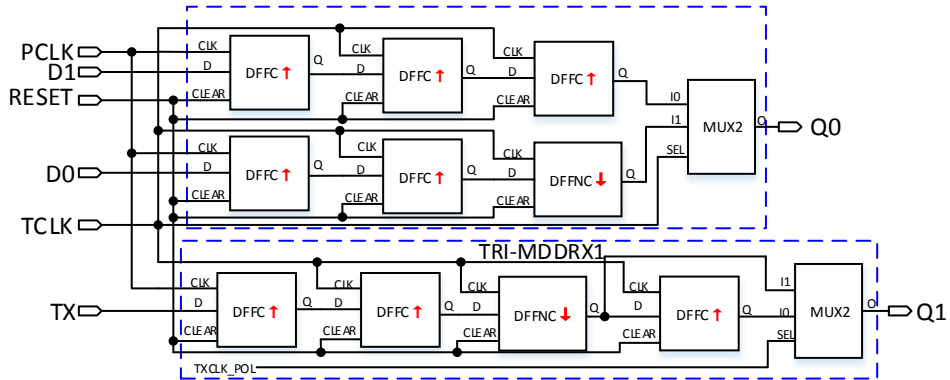 PCLK
D1
RESET
D0
TCLK
TX
CLK
D
CLEAR
DFFC
Q
CLK
D
CLEAR
DFFC
Q
CLK
D
CLEAR
DFFC
Q
CLK
D
CLEAR
DFFC
Q
CLK
D
CLEAR
DFFC
Q
CLK
D
CLEAR
DFFNC
Q
I0
I1
SEL
MUX2
O
Q0
TRI-MDDRX1
CLK
D
CLEAR
DFFC
Q
CLK
D
CLEAR
DFFC
Q
CLK
D
CLEAR
DFFNC
Q
CLK
D
CLEAR
DFFC
Q
I1
I0
SEL
MUX2
O
Q1
TXCLK_POL